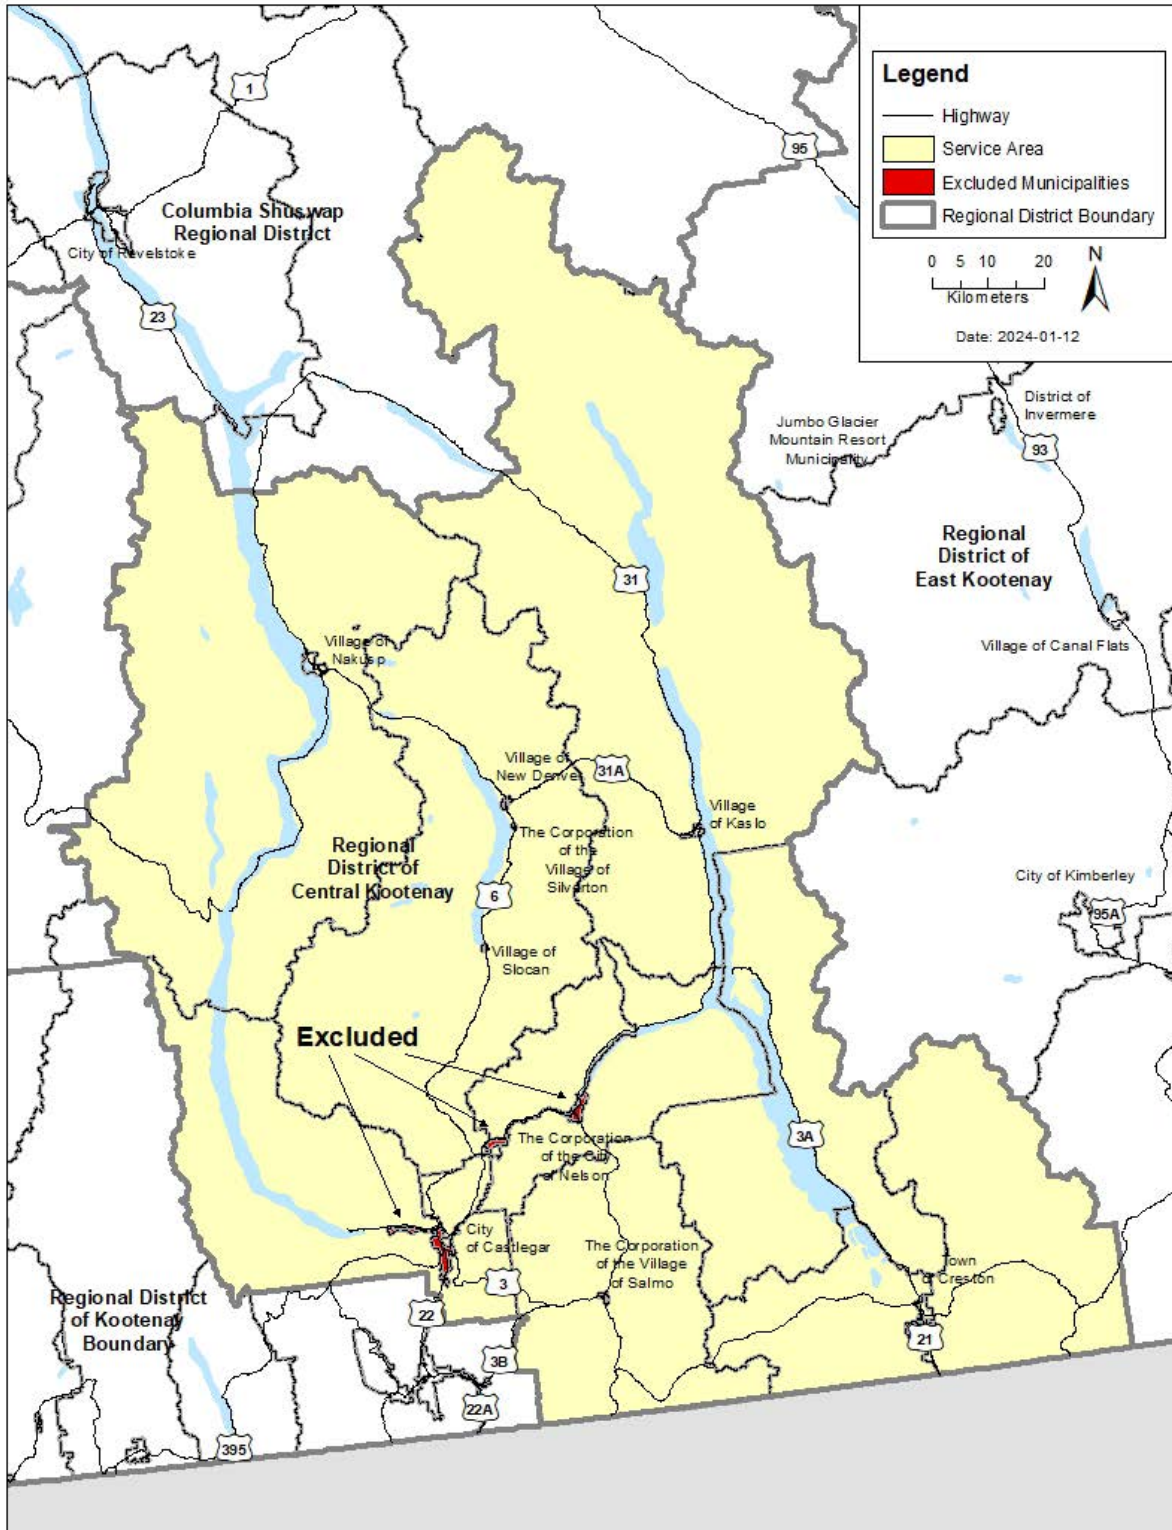 Legend
Highway
Service Area
Excluded Municipalities
Regional District Boundary
0 5 10 20
Kilometers
N
Date: 2024-01-12
1
95
Columbia Shuswap
Regional District
City of Revelstoke
23
District of
Invermere
Jumbo Glacier
Mountain Resort
Municipality
93
Regional
District of
East Kootenay
31
Village of Canal Flats
Village of
Nakusp
Village of
New Denver
31A
Village
of Kaslo
The Corporation
of the
Village of
Silverton
Regional
District of
Central Kootenay
6
City of Kimberley
95A
Village of
Slocan
Excluded
The Corporation
of the City
of Nelson
3A
City
of Castlegar
The Corporation
of the Village
of Salmo
3
Town
of Creston
Regional District
of Kootenay
Boundary
22
21
3B
22A
395